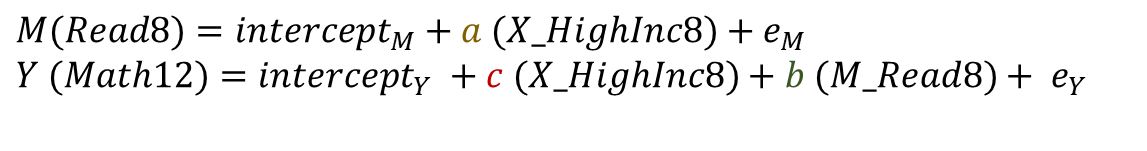 M(Read8) = intercept_M + a (X_HighInc8) + e_M
Y (Math12) = intercept_Y + c (X_HighInc8) + b (M_Read8) + e_Y